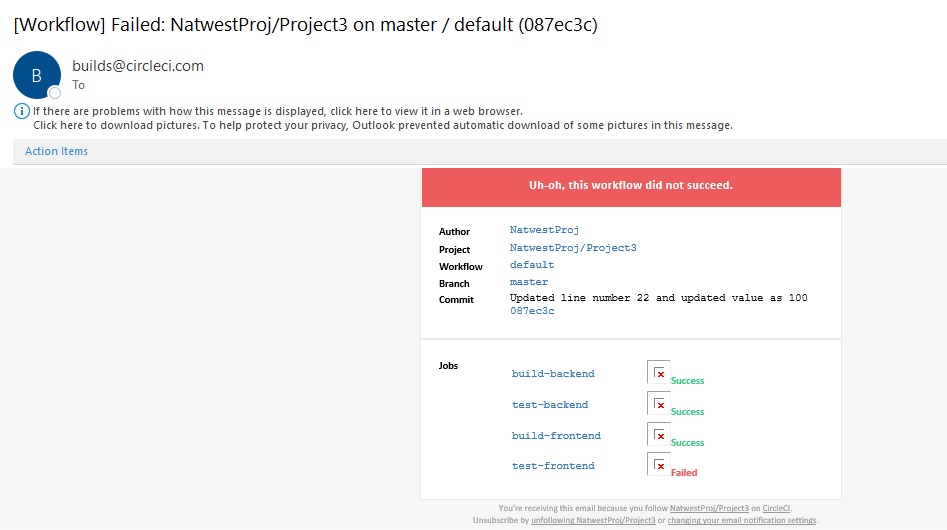 [Workflow] Failed: NatwestProj/Project3 on master / default (087ec3c)
B
builds@circleci.com
To
If there are problems with how this message is displayed, click here to view it in a web browser.
Click here to download pictures. To help protect your privacy, Outlook prevented automatic download of some pictures in this message.
Action Items
Uh-oh, this workflow did not succeed.
Author NatwestProj
Project NatwestProj/Project3
Workflow default
Branch master
Commit Updated line number 22 and updated value as 100
087ec3c
Jobs
build-backend Success
test-backend Success
build-frontend Success
test-frontend Failed
You're receiving this email because you follow NatwestProj/Project3 on CircleCI.
Unsubscribe by unfollowing NatwestProj/Project3 or changing your email notification settings.